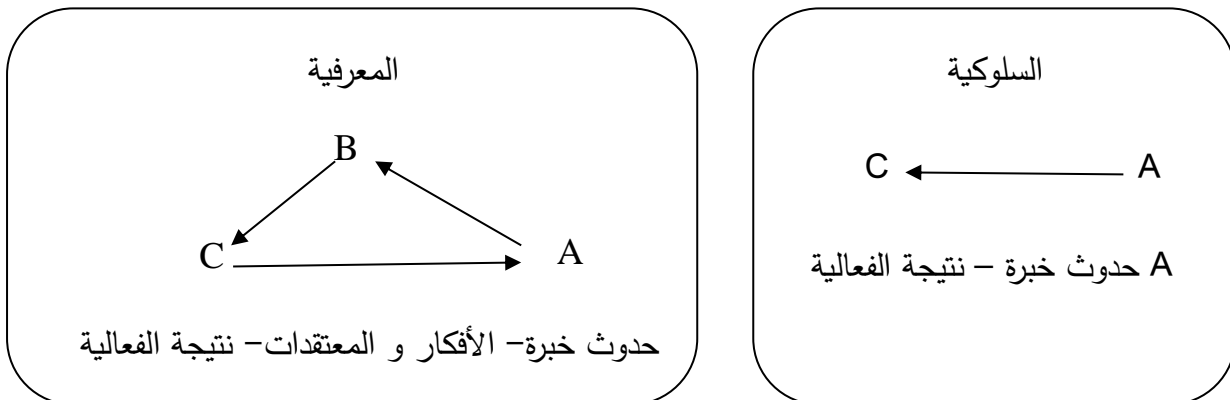 السلوكية
C A
A حدوث خبرة – نتيجة الفعالية
المعرفية
B
C A
حدوث خبرة– الأفكار و المعتقدات– نتيجة الفعالية